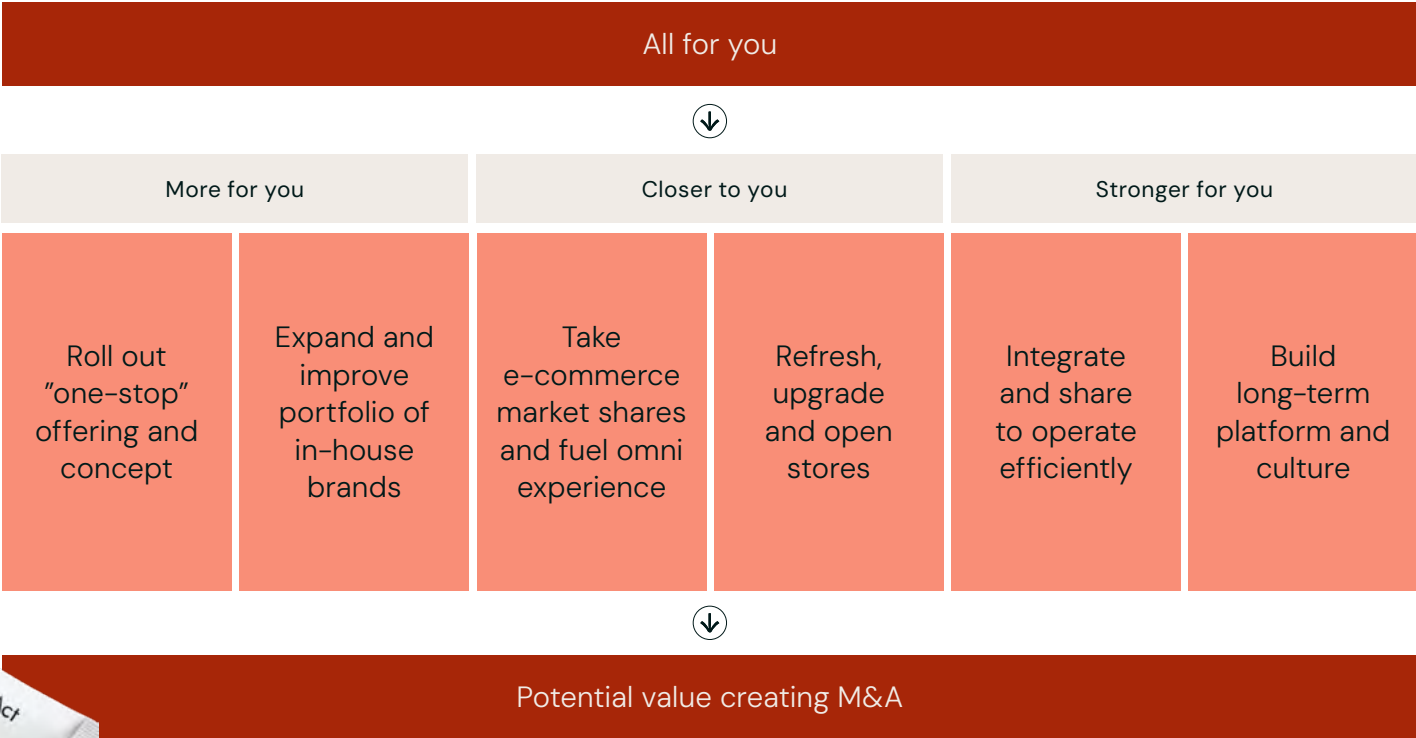 All for you
More for you
Closer to you
Stronger for you
Roll out
”one-stop”
offering and
concept
Expand and
improve
portfolio of
in-house
brands
Take
e-commerce
market shares
and fuel omni
experience
Refresh,
upgrade
and open
stores
Integrate
and share
to operate
efficiently
Build
long-term
platform and
culture
Potential value creating M&A